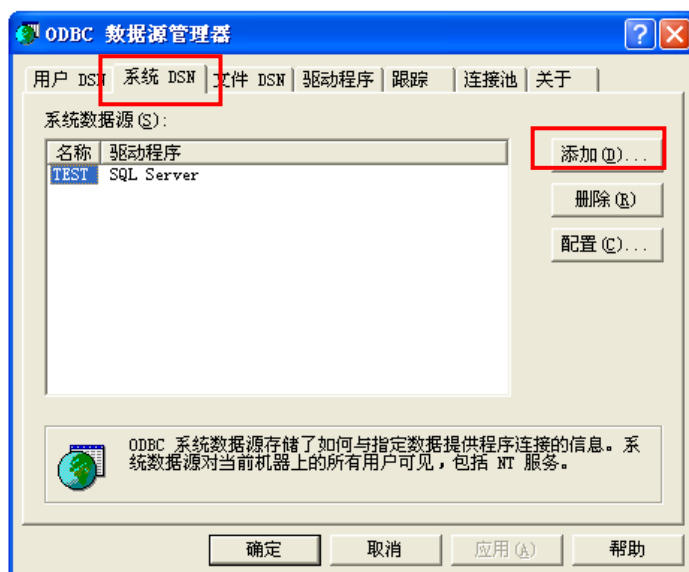 ODBC 数据源管理器
用户 DSN 系统 DSN 文件 DSN 驱动程序 跟踪 连接池 关于
系统数据源(S):
名称 驱动程序
TEST SQL Server
添加(D)...
删除(R)
配置(C)...
ODBC 系统数据源存储了如何与指定数据提供程序连接的信息。系
统数据源对当前机器上的所有用户可见，包括 NT 服务。
确定 取消 应用(A) 帮助